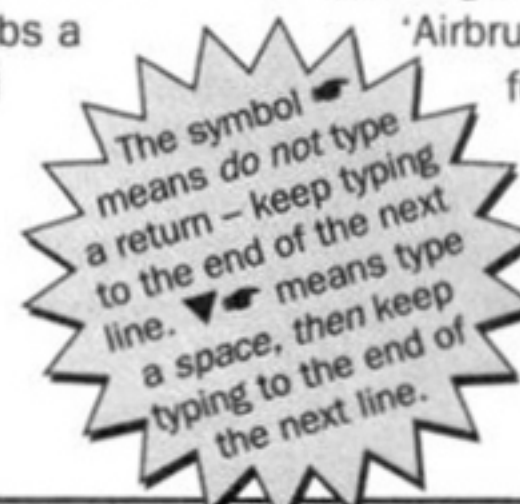 bs a
'Airbru
f
The symbol ☛
means do not type
a return – keep typing
to the end of the next
line. ▼☛ means type
a space, then keep
typing to the end of
the next line.